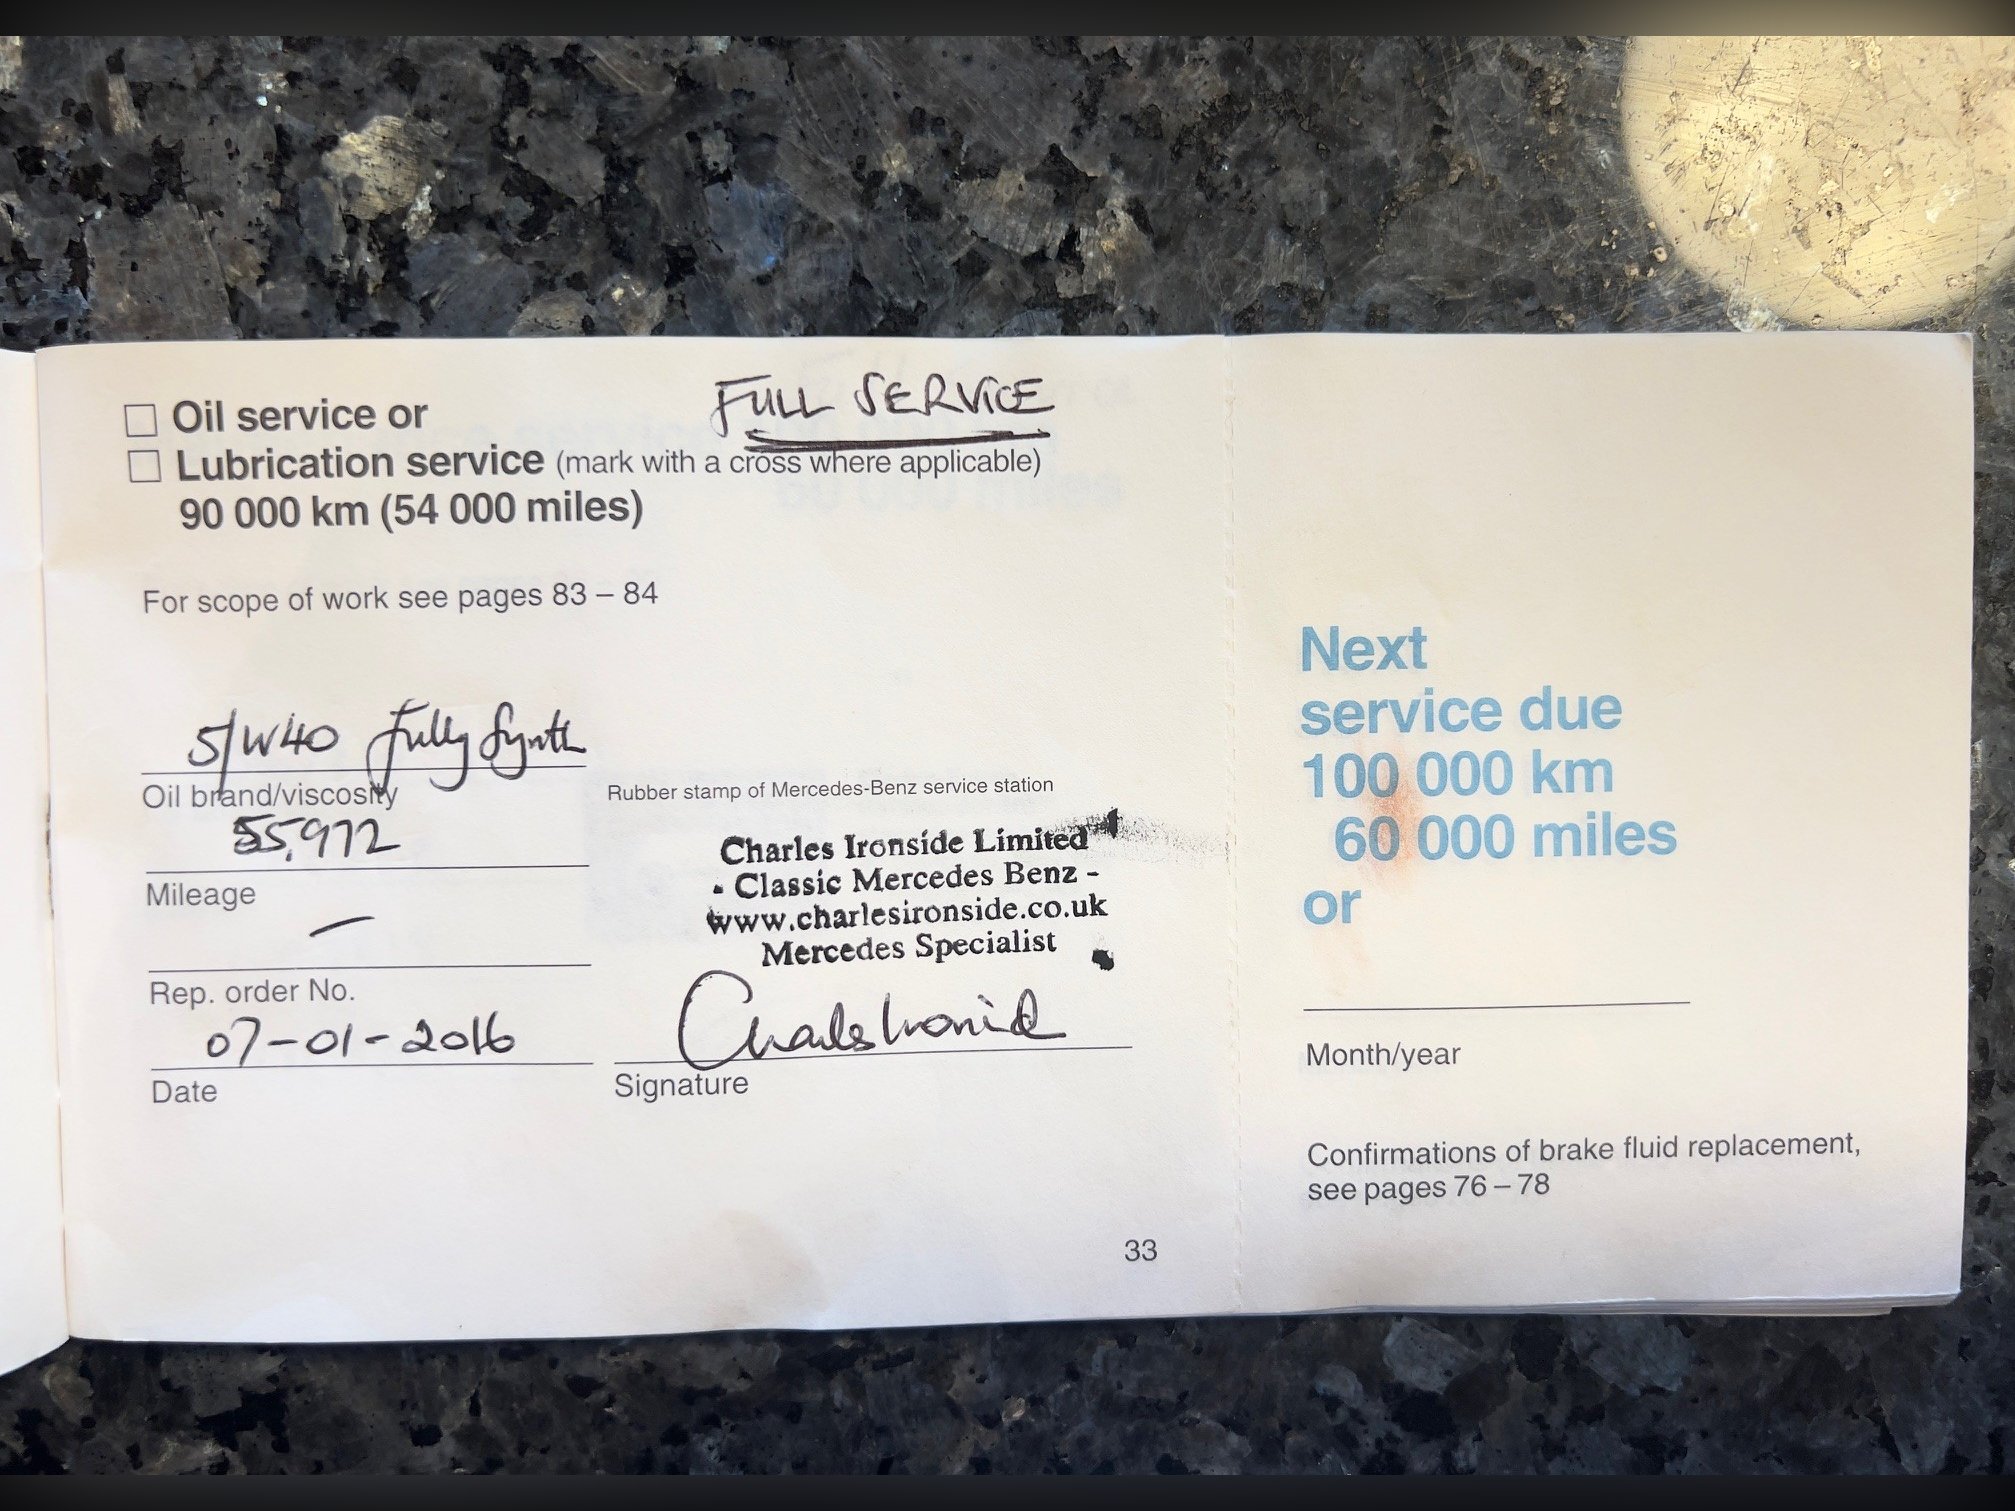 FULL SERVICE
Oil service or
Lubrication service (mark with a cross where applicable)
90 000 km (54 000 miles)
For scope of work see pages 83 – 84
5/W40 Fully Synth
Oil brand/viscosity
55,972
Mileage
—
Rep. order No.
07-01-2016
Date
Rubber stamp of Mercedes-Benz service station
Charles Ironside Limited
- Classic Mercedes Benz -
www.charlesironside.co.uk
Mercedes Specialist
Charles Ironside
Signature
33
Next
service due
100 000 km
60 000 miles
or
Month/year
Confirmations of brake fluid replacement,
see pages 76 – 78